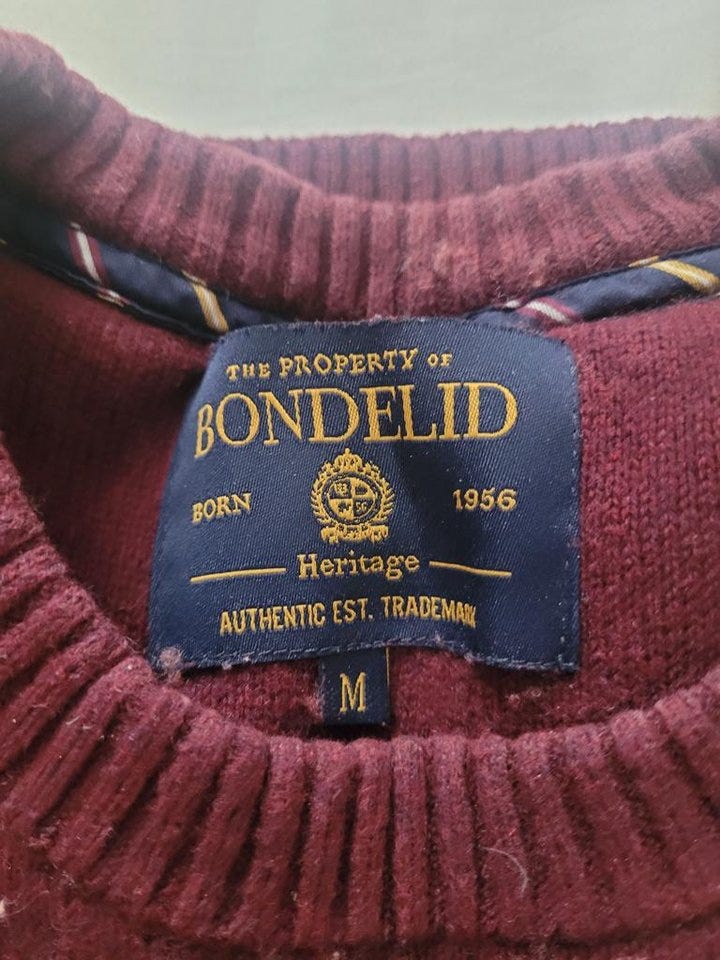 THE PROPERTY OF
BONDELID
BORN 1956
Heritage
AUTHENTIC EST. TRADEMARK
M